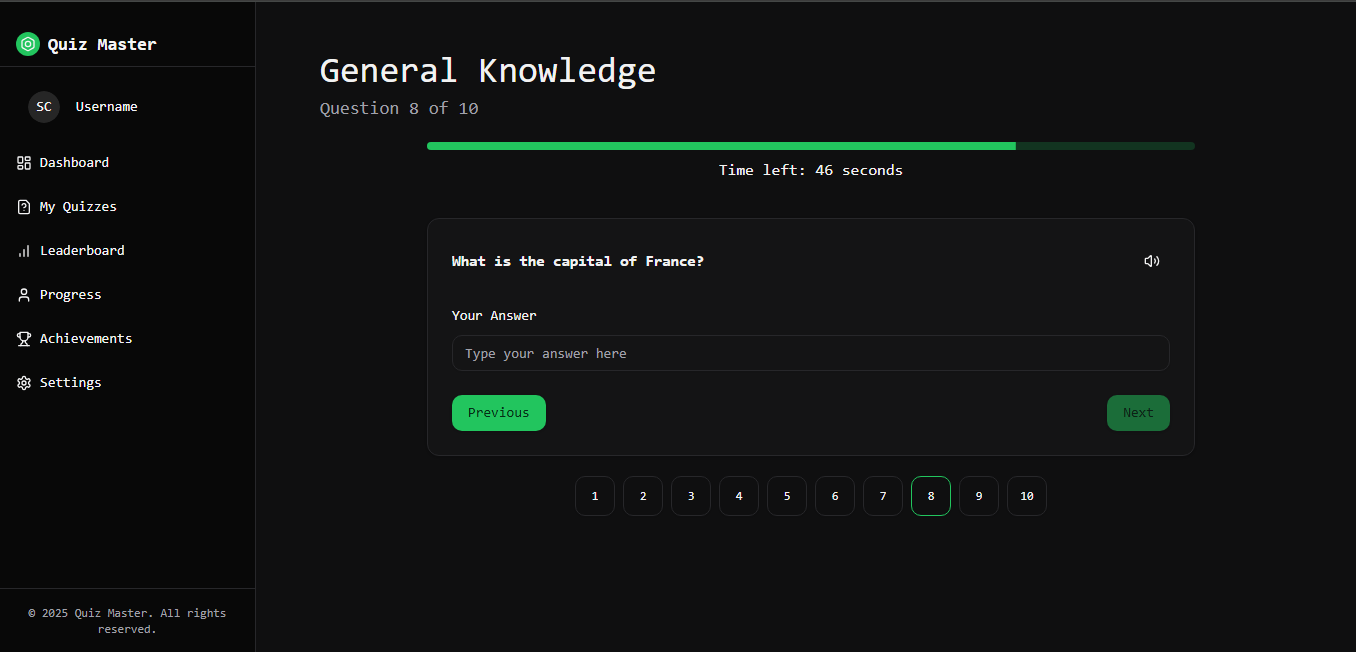 Quiz Master
SC Username
Dashboard
My Quizzes
Leaderboard
Progress
Achievements
Settings
© 2025 Quiz Master. All rights
reserved.
General Knowledge
Question 8 of 10
Time left: 46 seconds
What is the capital of France?
Your Answer
Type your answer here
Previous Next
1 2 3 4 5 6 7 8 9 10